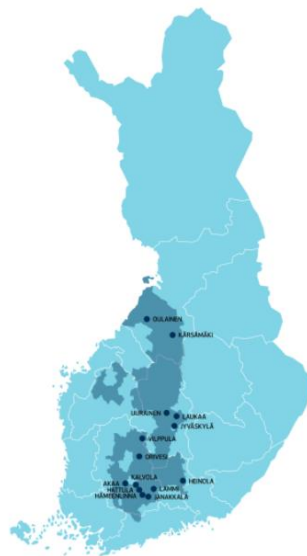 OULAINEN
KÄRSÄMÄKI
UURAINEN
LAUKAA
JYVÄSKYLÄ
VILPPULA
ORIVESI
KALVOLA
HEINOLA
AKAA
HATTULA
LAMMI
HÄMEENLINNA
JANAKKALA